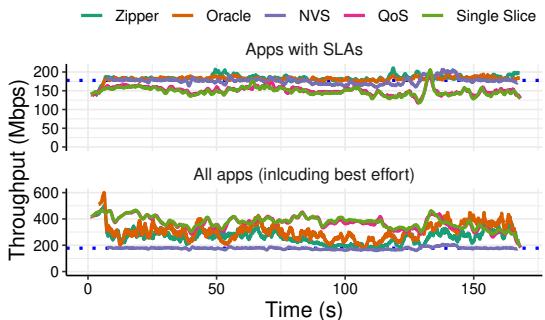 Zipper Oracle NVS QoS Single Slice
Apps with SLAs
200
150
100
50
0
All apps (inlcuding best effort)
600
400
200
0
Throughput (Mbps)
0 50 100 150
Time (s)